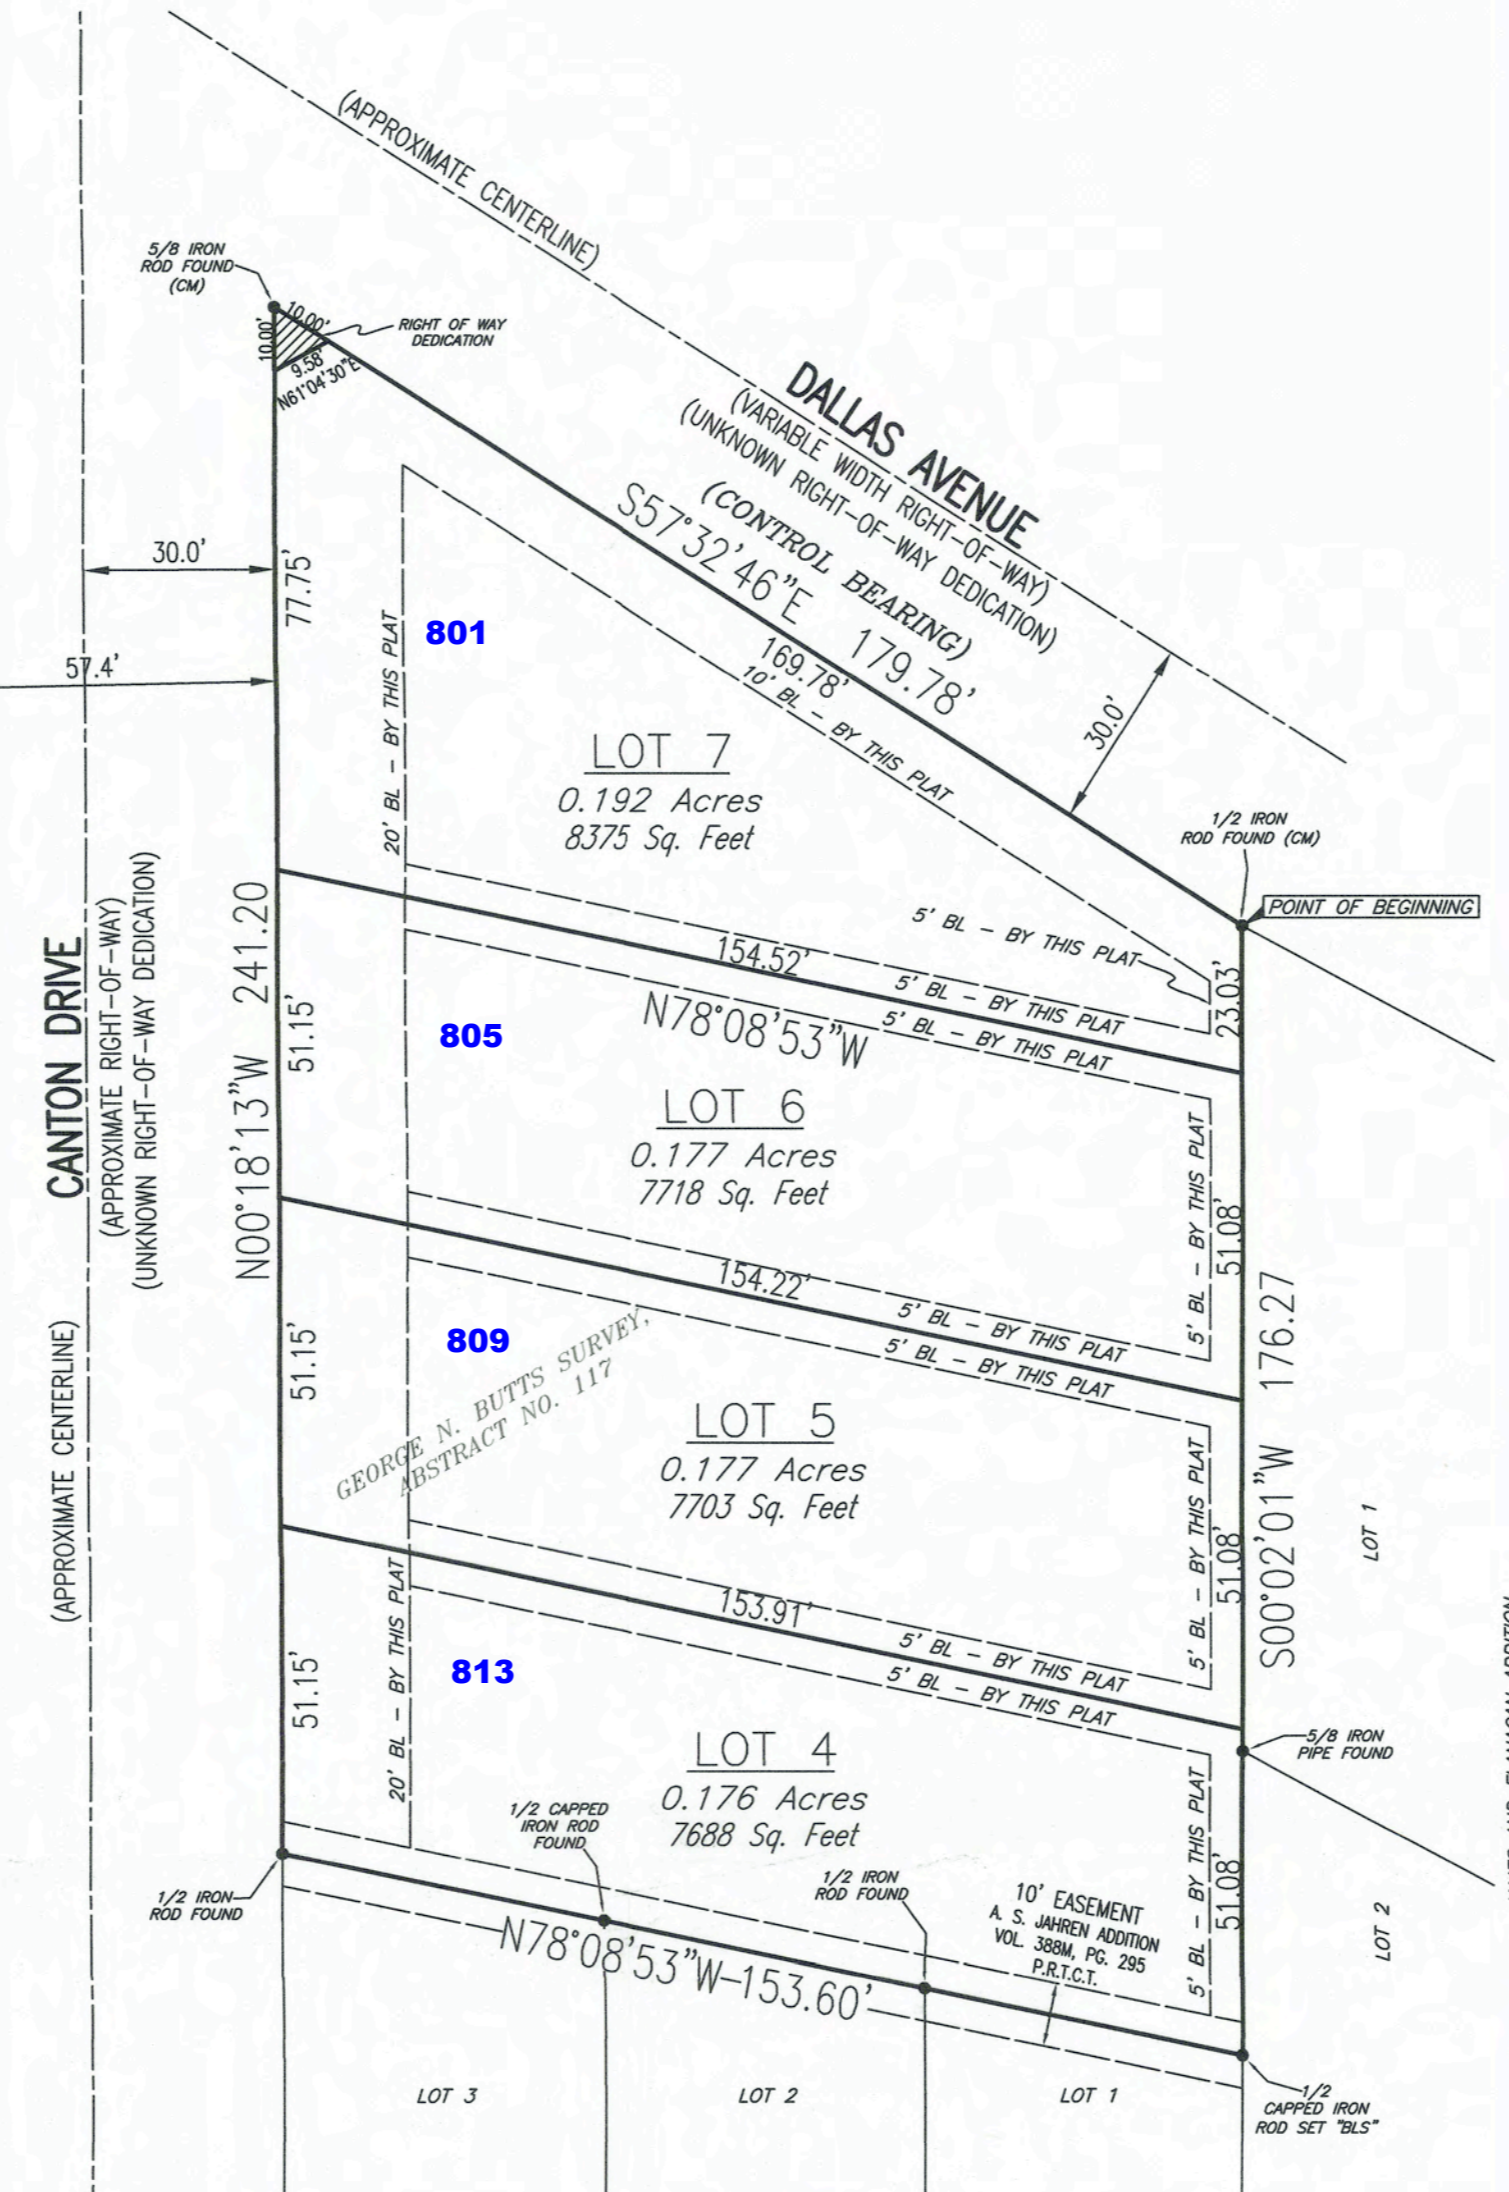 (APPROXIMATE CENTERLINE)
5/8 IRON
ROD FOUND
(CM)
10.00'
10.00'
RIGHT OF WAY
DEDICATION
9.58'
N61°04'30"E
DALLAS AVENUE
(VARIABLE WIDTH RIGHT-OF-WAY)
(UNKNOWN RIGHT-OF-WAY DEDICATION)
(CONTROL BEARING)
S57°32'46"E 179.78'
169.78'
10' BL - BY THIS PLAT
30.0'
30.0'
57.4'
77.75'
20' BL - BY THIS PLAT
801
LOT 7
0.192 Acres
8375 Sq. Feet
1/2 IRON
ROD FOUND (CM)
POINT OF BEGINNING
5' BL - BY THIS PLAT
23.03'
154.52'
5' BL - BY THIS PLAT
N78°08'53"W
5' BL - BY THIS PLAT
CANTON DRIVE
(APPROXIMATE RIGHT-OF-WAY)
(UNKNOWN RIGHT-OF-WAY DEDICATION)
(APPROXIMATE CENTERLINE)
N00°18'13"W 241.20
51.15'
805
LOT 6
0.177 Acres
7718 Sq. Feet
5' BL - BY THIS PLAT
51.08'
154.22'
5' BL - BY THIS PLAT
5' BL - BY THIS PLAT
S00°02'01"W 176.27
51.15'
809
GEORGE N. BUTTS SURVEY,
ABSTRACT NO. 117
LOT 5
0.177 Acres
7703 Sq. Feet
5' BL - BY THIS PLAT
51.08'
LOT 1
153.91'
5' BL - BY THIS PLAT
5' BL - BY THIS PLAT
51.15'
20' BL - BY THIS PLAT
813
LOT 4
0.176 Acres
7688 Sq. Feet
5/8 IRON
PIPE FOUND
5' BL - BY THIS PLAT
51.08'
LOT 2
1/2 CAPPED
IRON ROD
FOUND
1/2 IRON
ROD FOUND
1/2 IRON
ROD FOUND
10' EASEMENT
A. S. JAHREN ADDITION
VOL. 388M, PG. 295
P.R.T.C.T.
N78°08'53"W-153.60'
LOT 3
LOT 2
LOT 1
1/2
CAPPED IRON
ROD SET "BLS"